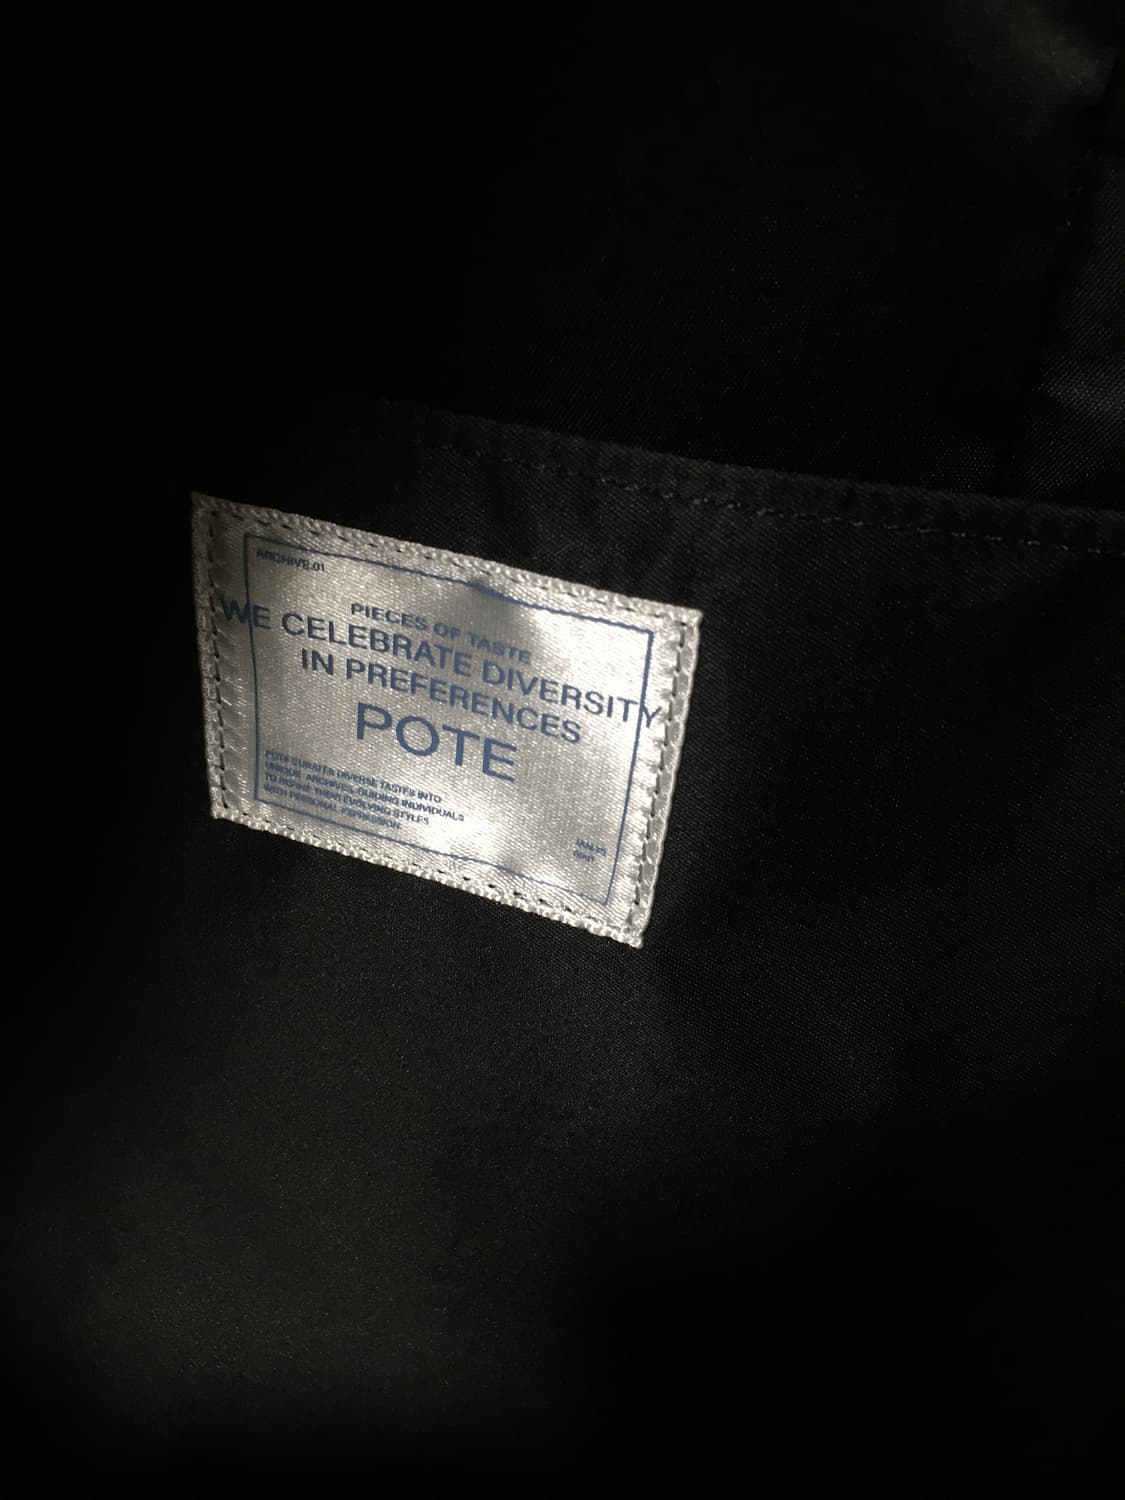 ARCHIVE.01
PIECES OF TASTE
WE CELEBRATE DIVERSITY
IN PREFERENCES
POTE
POTE CURATES DIVERSE TASTES INTO
UNIQUE ARCHIVES, GUIDING INDIVIDUALS
TO REFINE THEIR EVOLVING STYLES
WITH PERSONAL EXPRESSION.